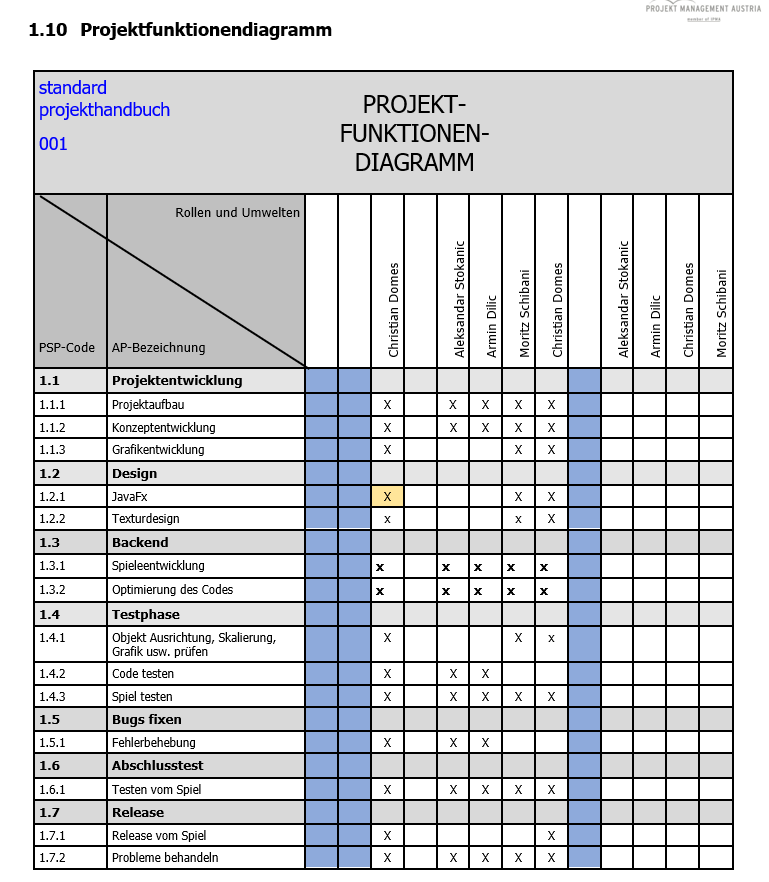 PROJEKT MANAGEMENT AUSTRIA
member of IPMA
1.10 Projektfunktionendiagramm
standard
projekthandbuch
001
PROJEKT-
FUNKTIONEN-
DIAGRAMM
Rollen und Umwelten
PSP-Code AP-Bezeichnung
Christian Domes
Aleksandar Stokanic
Armin Dilic
Moritz Schibani
Christian Domes
Aleksandar Stokanic
Armin Dilic
Christian Domes
Moritz Schibani
1.1 Projektentwicklung
1.1.1 Projektaufbau X X X X X
1.1.2 Konzeptentwicklung X X X X X
1.1.3 Grafikentwicklung X X X
1.2 Design
1.2.1 JavaFx X X X
1.2.2 Texturdesign x x X
1.3 Backend
1.3.1 Spieleentwicklung x x x x x
1.3.2 Optimierung des Codes x x x x x
1.4 Testphase
1.4.1 Objekt Ausrichtung, Skalierung, X X x
Grafik usw. prüfen
1.4.2 Code testen X X X
1.4.3 Spiel testen X X X X X
1.5 Bugs fixen
1.5.1 Fehlerbehebung X X X
1.6 Abschlusstest
1.6.1 Testen vom Spiel X X X X X
1.7 Release
1.7.1 Release vom Spiel X X
1.7.2 Probleme behandeln X X X X X